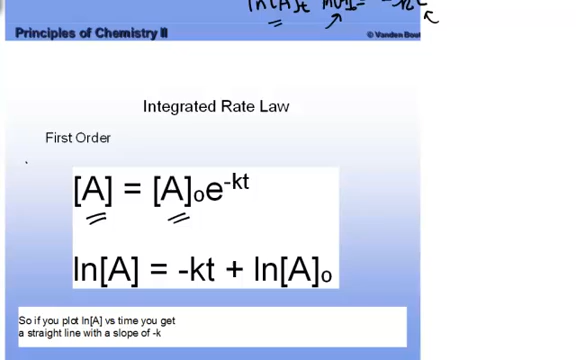 Principles of Chemistry II
© Vanden Bout
Integrated Rate Law
First Order
[A] = [A]₀e⁻ᵏᵗ
ln[A] = -kt + ln[A]₀
So if you plot ln[A] vs time you get
a straight line with a slope of -k